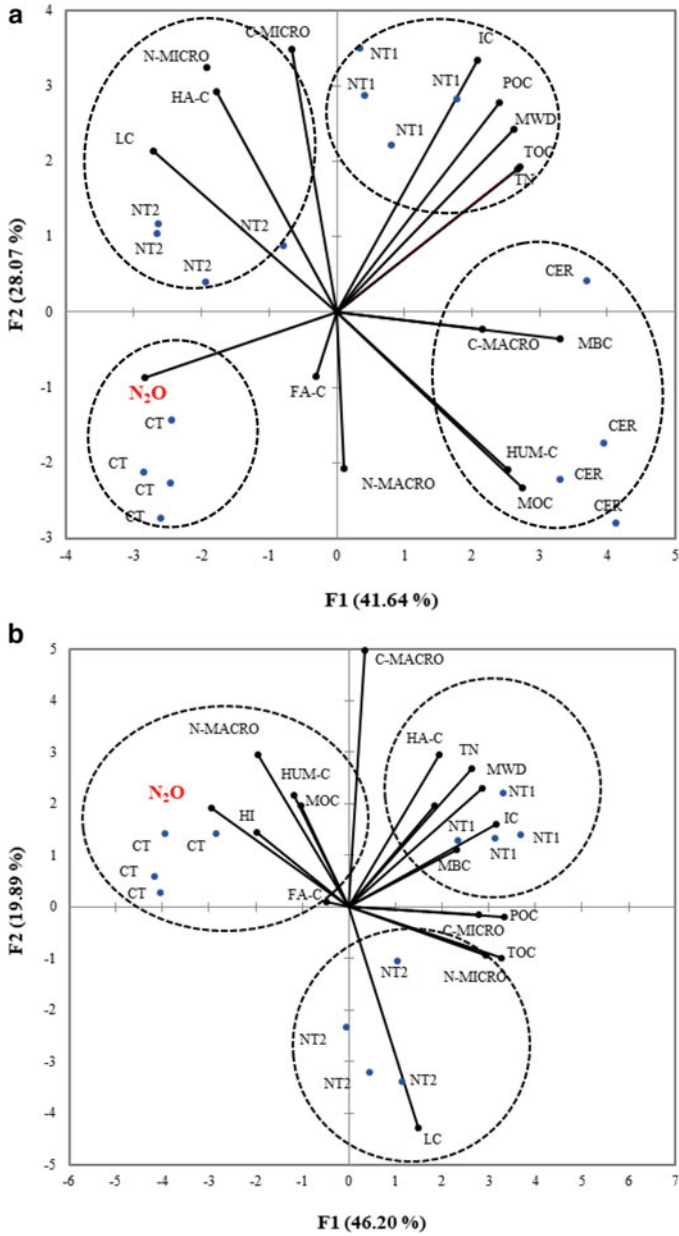 a
4
3
2
1
0
-1
-2
-3
F2 (28.07 %)
C-MICRO
N-MICRO
HA-C
LC
NT2
NT2
NT2
NT2
NT1
NT1
NT1
NT1
IC
POC
MWD
TOC
TN
CER
C-MACRO
MBC
N₂O
CT
CT
CT
CT
FA-C
N-MACRO
HUM-C
MOC
CER
CER
CER
-4 -3 -2 -1 0 1 2 3 4 5
F1 (41.64 %)
b
5
4
3
2
1
0
-1
-2
-3
-4
-5
F2 (19.89 %)
C-MACRO
N-MACRO
HUM-C
MOC
N₂O
HI
CT
CT
CT
CT
FA-C
HA-C
TN
MWD
NT1
IC
NT1
NT1
NT1
MBC
POC
C-MICRO
TOC
N-MICRO
NT2
NT2
NT2
NT2
LC
-6 -5 -4 -3 -2 -1 0 1 2 3 4 5 6 7
F1 (46.20 %)